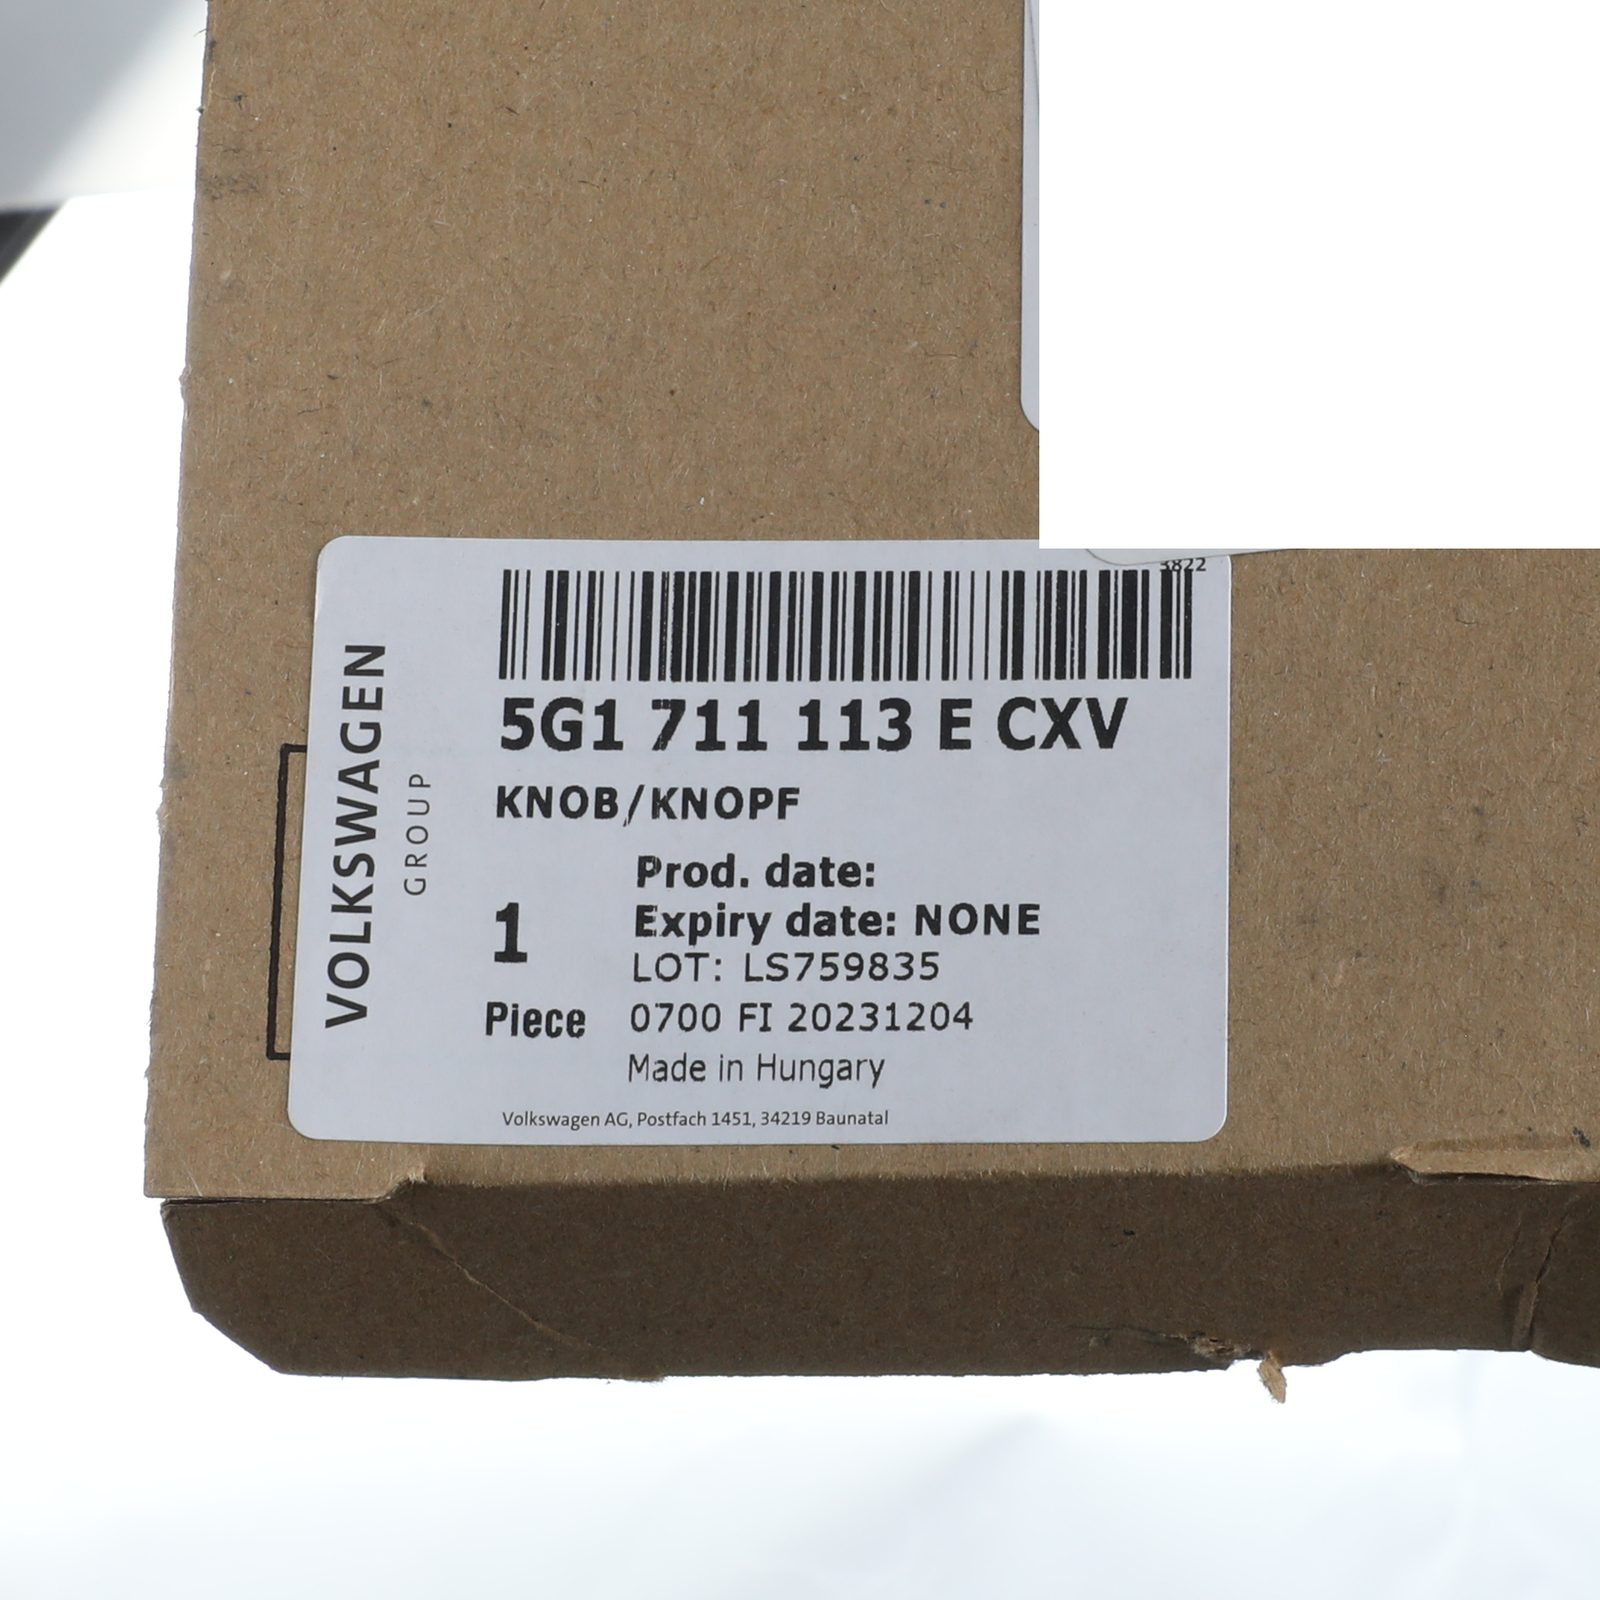 3822
5G1 711 113 E CXV
KNOB/KNOPF
Prod. date:
Expiry date: NONE
1
LOT: LS759835
Piece
0700 FI 20231204
Made in Hungary
Volkswagen AG, Postfach 1451, 34219 Baunatal
VOLKSWAGEN
GROUP